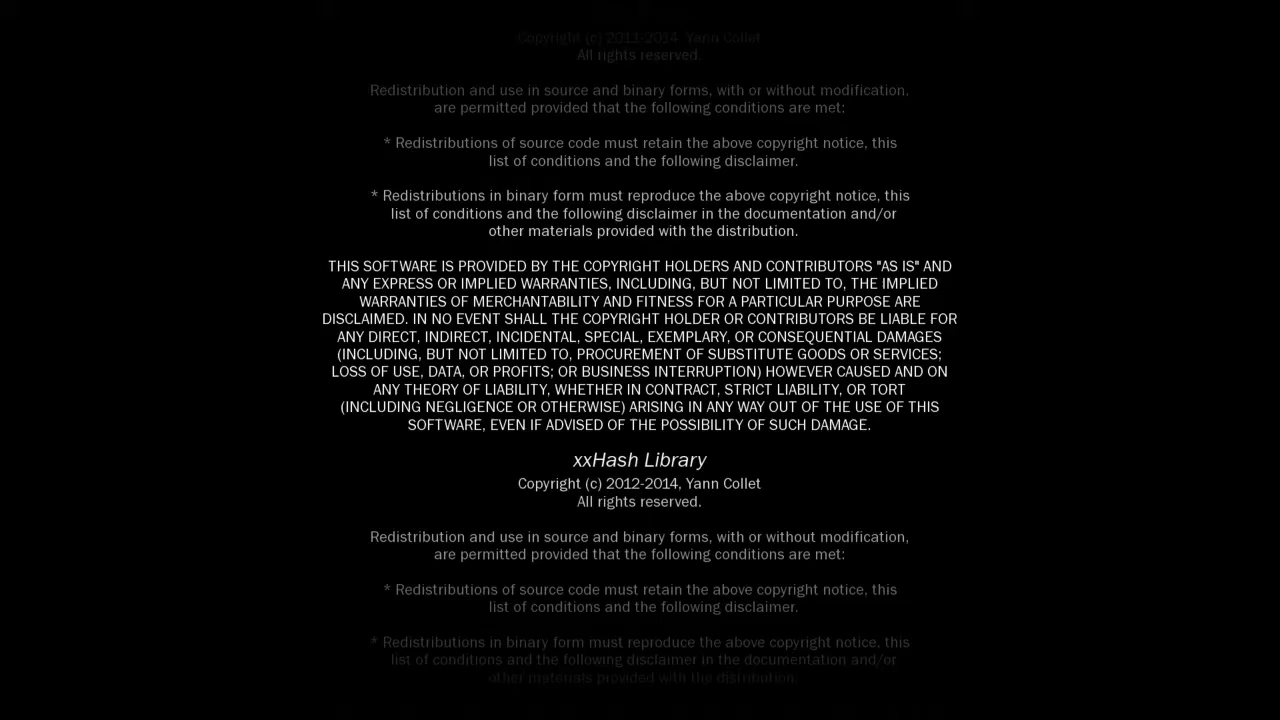 Copyright (c) 2011-2014, Yann Collet
All rights reserved.
Redistribution and use in source and binary forms, with or without modification,
are permitted provided that the following conditions are met:
* Redistributions of source code must retain the above copyright notice, this
list of conditions and the following disclaimer.
* Redistributions in binary form must reproduce the above copyright notice, this
list of conditions and the following disclaimer in the documentation and/or
other materials provided with the distribution.
THIS SOFTWARE IS PROVIDED BY THE COPYRIGHT HOLDERS AND CONTRIBUTORS "AS IS" AND
ANY EXPRESS OR IMPLIED WARRANTIES, INCLUDING, BUT NOT LIMITED TO, THE IMPLIED
WARRANTIES OF MERCHANTABILITY AND FITNESS FOR A PARTICULAR PURPOSE ARE
DISCLAIMED. IN NO EVENT SHALL THE COPYRIGHT HOLDER OR CONTRIBUTORS BE LIABLE FOR
ANY DIRECT, INDIRECT, INCIDENTAL, SPECIAL, EXEMPLARY, OR CONSEQUENTIAL DAMAGES
(INCLUDING, BUT NOT LIMITED TO, PROCUREMENT OF SUBSTITUTE GOODS OR SERVICES;
LOSS OF USE, DATA, OR PROFITS; OR BUSINESS INTERRUPTION) HOWEVER CAUSED AND ON
ANY THEORY OF LIABILITY, WHETHER IN CONTRACT, STRICT LIABILITY, OR TORT
(INCLUDING NEGLIGENCE OR OTHERWISE) ARISING IN ANY WAY OUT OF THE USE OF THIS
SOFTWARE, EVEN IF ADVISED OF THE POSSIBILITY OF SUCH DAMAGE.
xxHash Library
Copyright (c) 2012-2014, Yann Collet
All rights reserved.
Redistribution and use in source and binary forms, with or without modification,
are permitted provided that the following conditions are met:
* Redistributions of source code must retain the above copyright notice, this
list of conditions and the following disclaimer.
* Redistributions in binary form must reproduce the above copyright notice, this
list of conditions and the following disclaimer in the documentation and/or
other materials provided with the distribution.